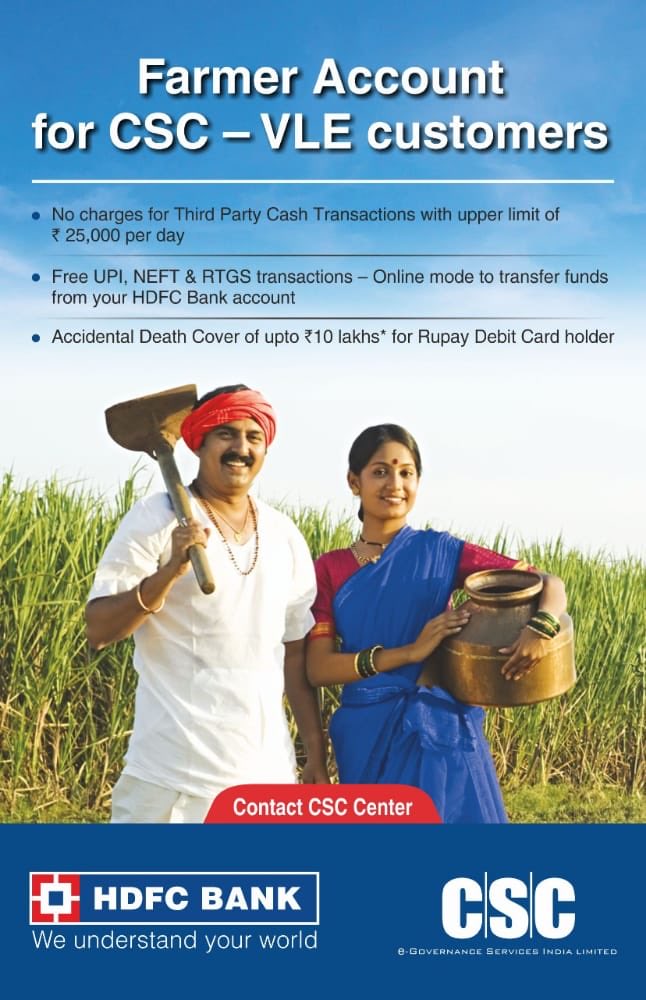 Farmer Account
for CSC – VLE customers
• No charges for Third Party Cash Transactions with upper limit of
₹ 25,000 per day
• Free UPI, NEFT & RTGS transactions – Online mode to transfer funds
from your HDFC Bank account
• Accidental Death Cover of upto ₹10 lakhs* for Rupay Debit Card holder
Contact CSC Center
HDFC BANK
We understand your world
C|S|C
e-Governance Services India Limited